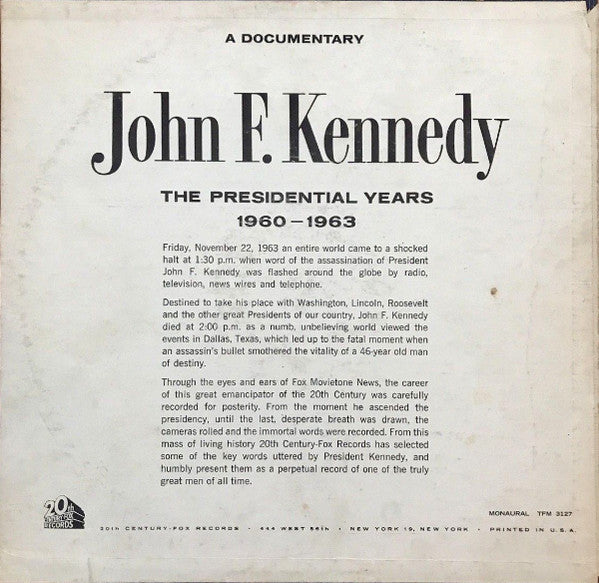 A DOCUMENTARY
John F. Kennedy
THE PRESIDENTIAL YEARS
1960–1963
Friday, November 22, 1963 an entire world came to a shocked
halt at 1:30 p.m. when word of the assassination of President
John F. Kennedy was flashed around the globe by radio,
television, news wires and telephone.
Destined to take his place with Washington, Lincoln, Roosevelt
and the other great Presidents of our country, John F. Kennedy
died at 2:00 p.m. as a numb, unbelieving world viewed the
events in Dallas, Texas, which led up to the fatal moment when
an assassin's bullet smothered the vitality of a 46-year old man
of destiny.
Through the eyes and ears of Fox Movietone News, the career
of this great emancipator of the 20th Century was carefully
recorded for posterity. From the moment he ascended the
presidency, until the last, desperate breath was drawn, the
cameras rolled and the immortal words were recorded. From this
mass of living history 20th Century-Fox Records has selected
some of the key words uttered by President Kennedy, and
humbly present them as a perpetual record of one of the truly
great men of all time.
20th
CENTURY-FOX
RECORDS
MONAURAL TFM 3127
20th CENTURY-FOX RECORDS • 444 WEST 56th • NEW YORK 19, NEW YORK • PRINTED IN U.S.A.